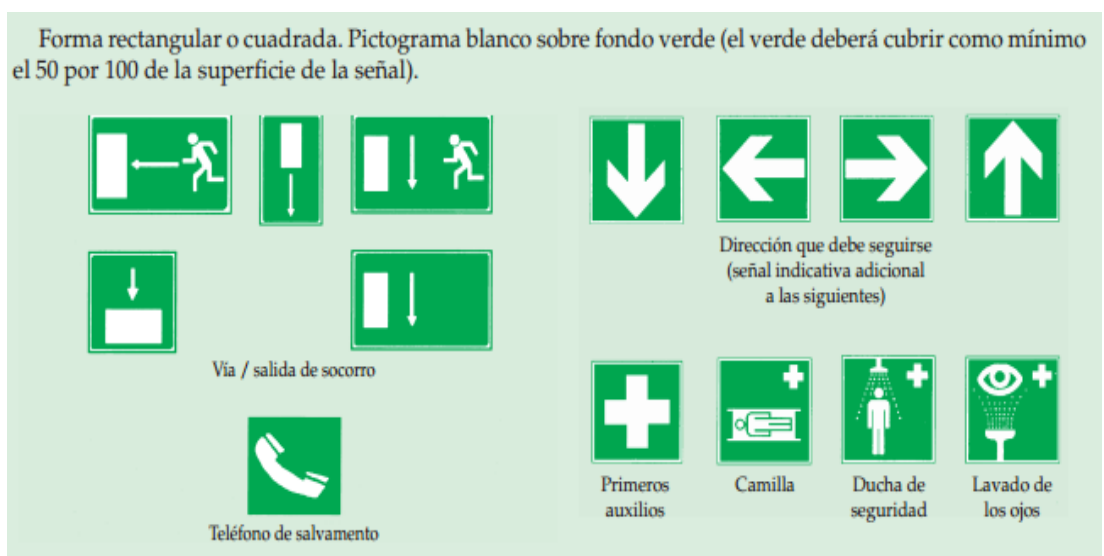 Forma rectangular o cuadrada. Pictograma blanco sobre fondo verde (el verde deberá cubrir como mínimo
el 50 por 100 de la superficie de la señal).
Vía / salida de socorro
Teléfono de salvamento
Dirección que debe seguirse
(señal indicativa adicional
a las siguientes)
Primeros
auxilios
Camilla
Ducha de
seguridad
Lavado de
los ojos